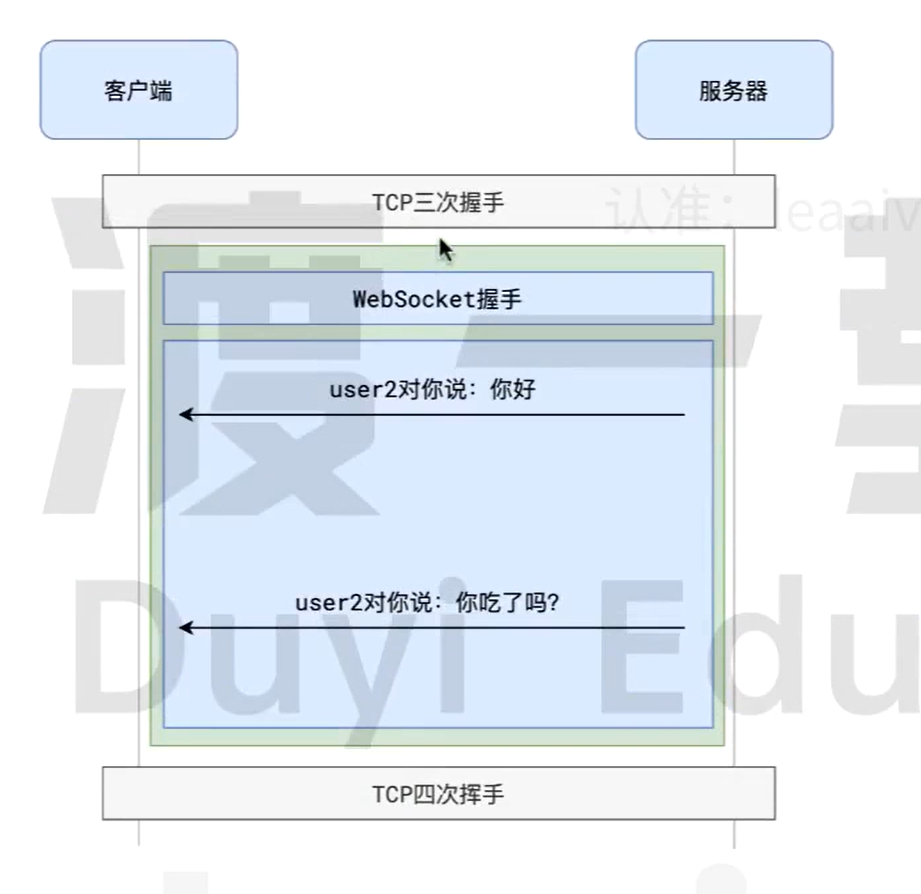 客户端
服务器
TCP三次握手
认准：leaaiv
WebSocket握手
渡一
user2对你说：你好
user2对你说：你吃了吗？
Duyi Edu
TCP四次挥手